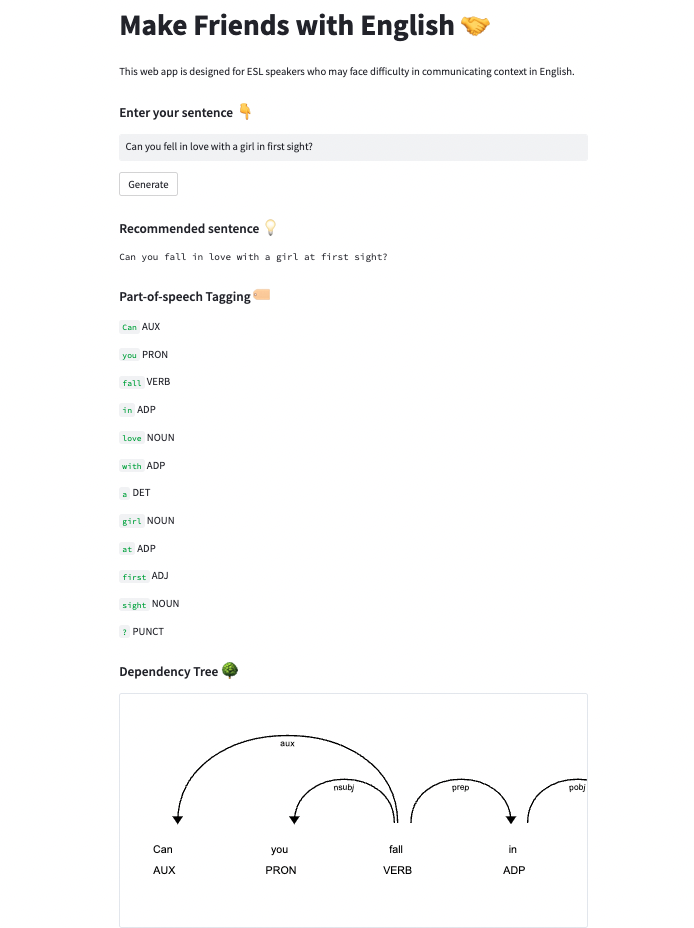 Make Friends with English 🤝
This web app is designed for ESL speakers who may face difficulty in communicating context in English.
Enter your sentence 👇
Can you fell in love with a girl in first sight?
Generate
Recommended sentence 💡
Can you fall in love with a girl at first sight?
Part-of-speech Tagging 🏷️
Can AUX
you PRON
fall VERB
in ADP
love NOUN
with ADP
a DET
girl NOUN
at ADP
first ADJ
sight NOUN
? PUNCT
Dependency Tree 🌳
aux
nsubj prep pobj
Can you fall in
AUX PRON VERB ADP